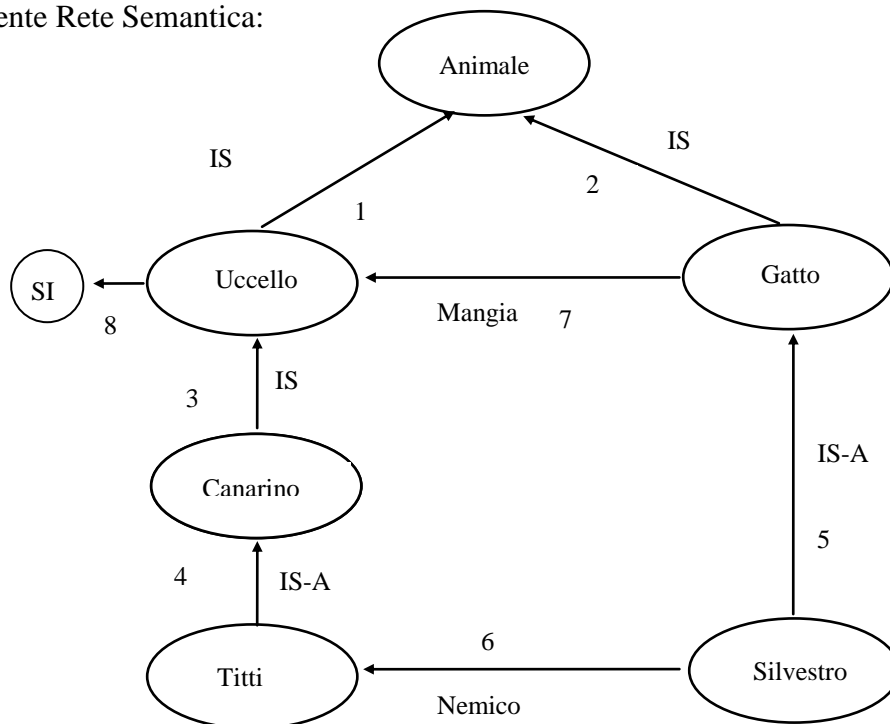 ente Rete Semantica:
Animale
IS
IS
2
1
SI
Uccello
Gatto
8
Mangia
7
3
IS
IS-A
Canarino
5
4
IS-A
6
Titti
Silvestro
Nemico